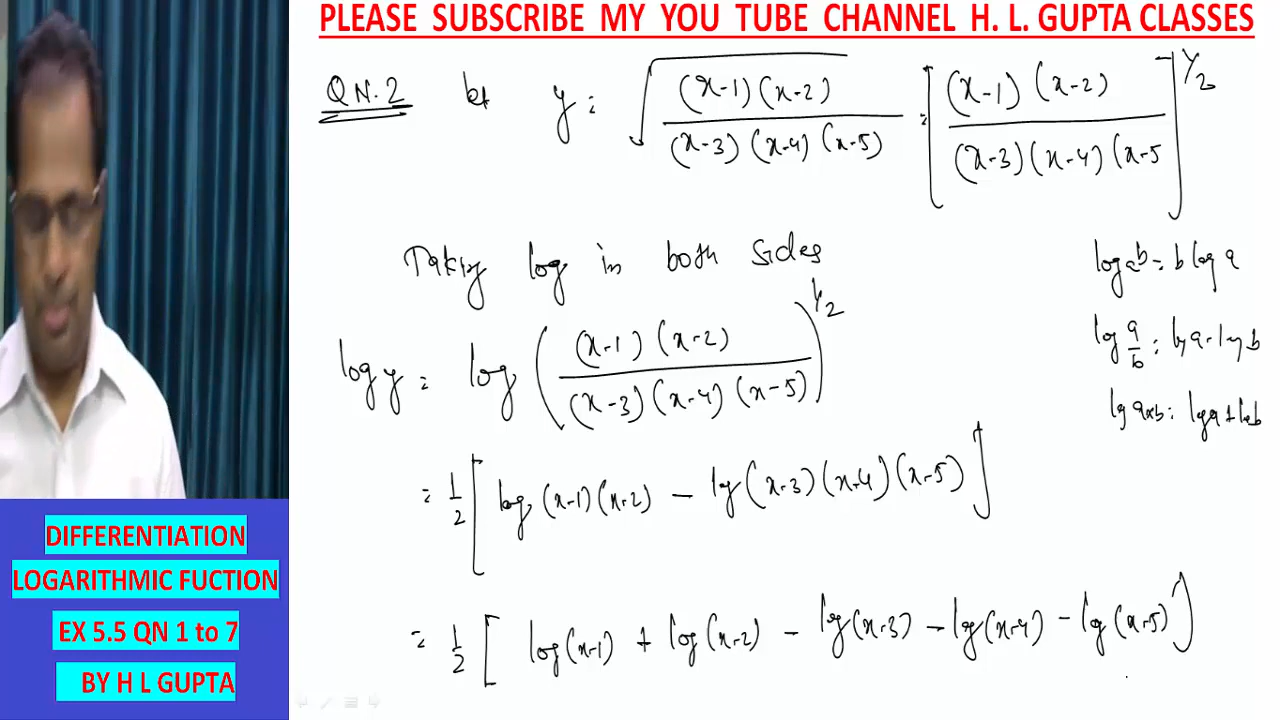 PLEASE SUBSCRIBE MY YOU TUBE CHANNEL H. L. GUPTA CLASSES
QN.2 let y = √((x-1)(x-2) / (x-3)(x-4)(x-5)) = [(x-1)(x-2) / (x-3)(x-4)(x-5]^1/2
Taking log in both sides
log a^b = b log a
log a/b = log a - log b
log a×b = log a + log b
log y = log ((x-1)(x-2) / (x-3)(x-4)(x-5))^1/2
= 1/2 [log(x-1)(x-2) - log(x-3)(x-4)(x-5)]
= 1/2 [log(x-1) + log(x-2) - log(x-3) - log(x-4) - log(x-5)]
DIFFERENTIATION
LOGARITHMIC FUCTION
EX 5.5 QN 1 to 7
BY H L GUPTA